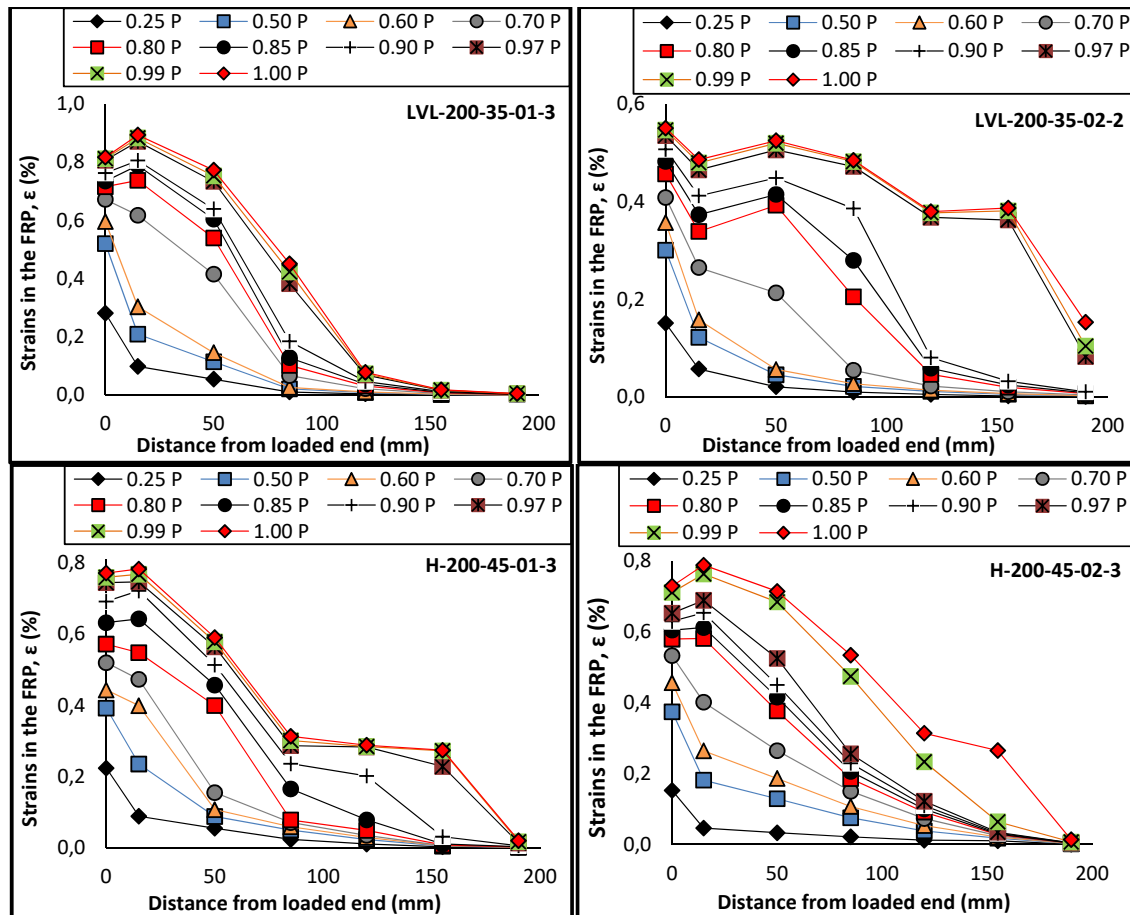 0.25 P 0.50 P 0.60 P 0.70 P
0.80 P 0.85 P 0.90 P 0.97 P
0.99 P 1.00 P
LVL-200-35-01-3
Strains in the FRP, ε (%)
1,0
0,8
0,6
0,4
0,2
0,0
0 50 100 150 200
Distance from loaded end (mm)
0.25 P 0.50 P 0.60 P 0.70 P
0.80 P 0.85 P 0.90 P 0.97 P
0.99 P 1.00 P
LVL-200-35-02-2
Strains in the FRP, ε (%)
0,6
0,4
0,2
0,0
0 50 100 150 200
Distance from loaded end (mm)
0.25 P 0.50 P 0.60 P 0.70 P
0.80 P 0.85 P 0.90 P 0.97 P
0.99 P 1.00 P
H-200-45-01-3
Strains in the FRP, ε (%)
0,8
0,6
0,4
0,2
0,0
0 50 100 150 200
Distance from loaded end (mm)
0.25 P 0.50 P 0.60 P 0.70 P
0.80 P 0.85 P 0.90 P 0.97 P
0.99 P 1.00 P
H-200-45-02-3
Strains in the FRP, ε (%)
0,8
0,6
0,4
0,2
0,0
0 50 100 150 200
Distance from loaded end (mm)